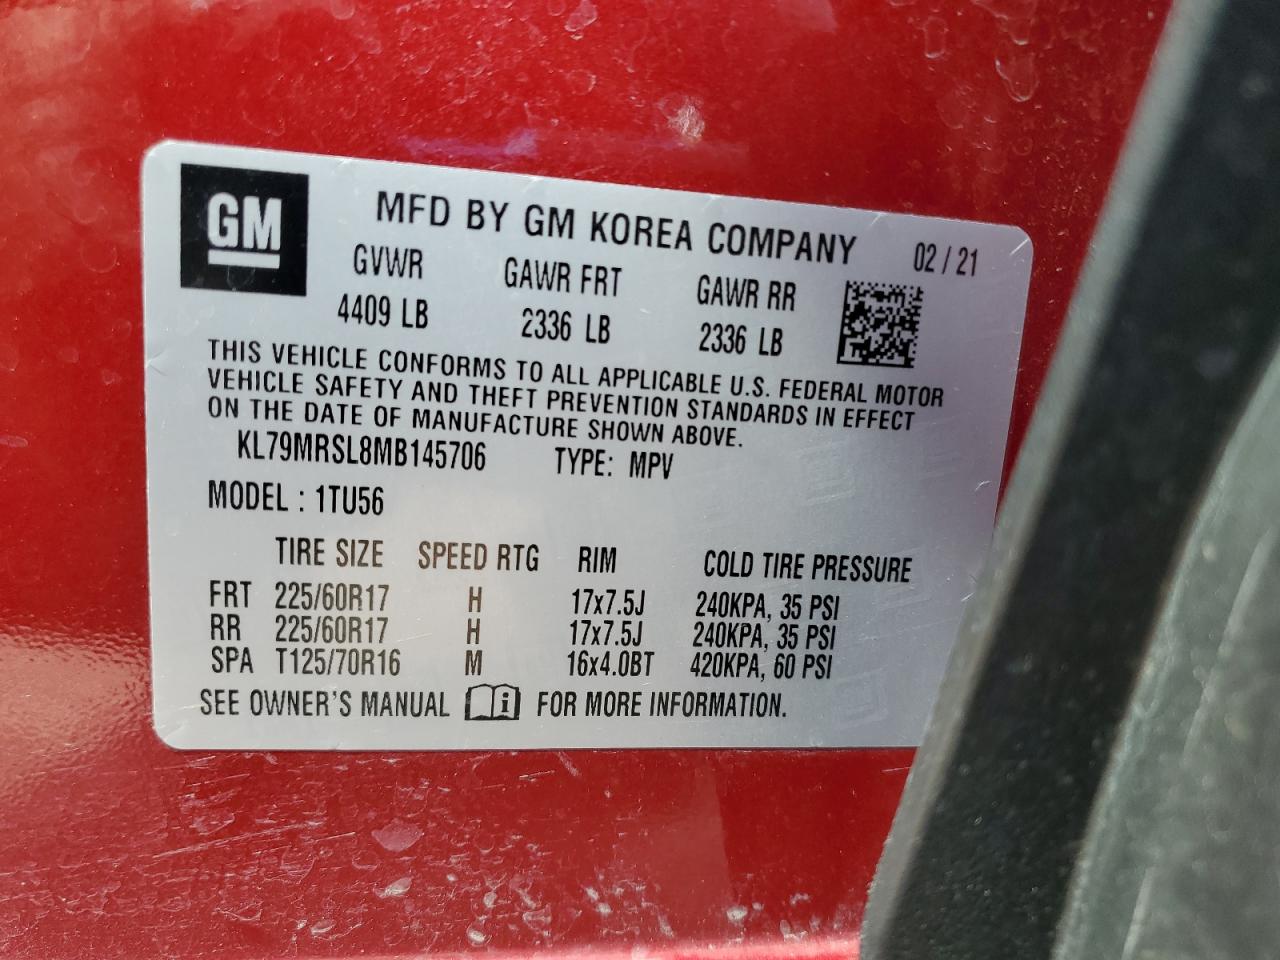 GM
MFD BY GM KOREA COMPANY 02 / 21
GVWR GAWR FRT GAWR RR
4409 LB 2336 LB 2336 LB
THIS VEHICLE CONFORMS TO ALL APPLICABLE U.S. FEDERAL MOTOR
VEHICLE SAFETY AND THEFT PREVENTION STANDARDS IN EFFECT
ON THE DATE OF MANUFACTURE SHOWN ABOVE.
KL79MRSL8MB145706 TYPE: MPV
MODEL : 1TU56
TIRE SIZE SPEED RTG RIM COLD TIRE PRESSURE
FRT 225/60R17 H 17x7.5J 240KPA, 35 PSI
RR 225/60R17 H 17x7.5J 240KPA, 35 PSI
SPA T125/70R16 M 16x4.0BT 420KPA, 60 PSI
SEE OWNER'S MANUAL i FOR MORE INFORMATION.